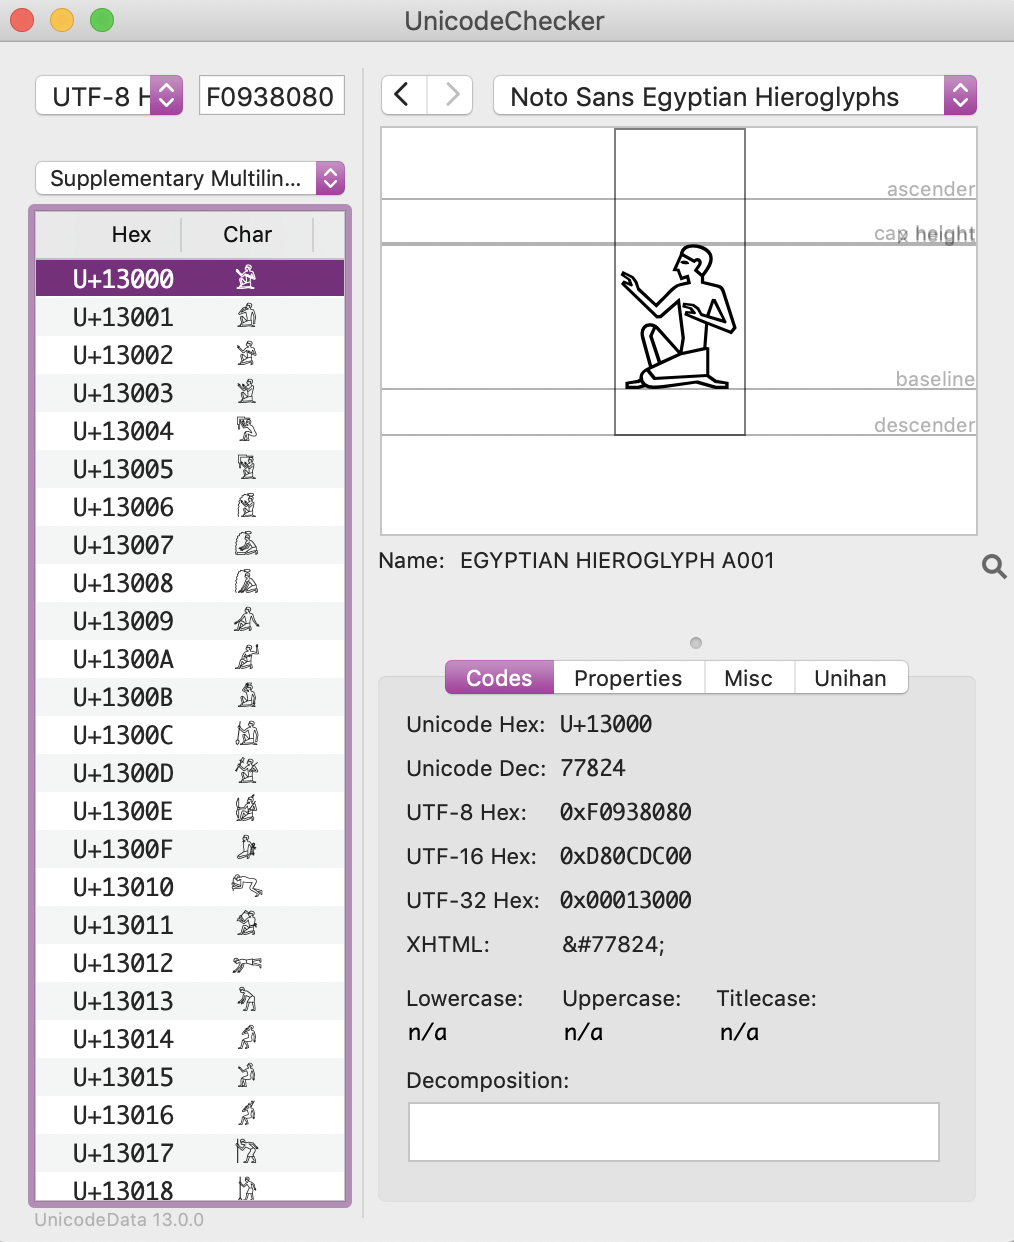 UnicodeChecker
UTF-8 H
F0938080
Noto Sans Egyptian Hieroglyphs
Supplementary Multilin...
Hex Char
U+13000 𓀀
U+13001 𓀁
U+13002 𓀂
U+13003 𓀃
U+13004 𓀄
U+13005 𓀅
U+13006 𓀆
U+13007 𓀇
U+13008 𓀈
U+13009 𓀉
U+1300A 𓀊
U+1300B 𓀋
U+1300C 𓀌
U+1300D 𓀍
U+1300E 𓀎
U+1300F 𓀏
U+13010 𓀐
U+13011 𓀑
U+13012 𓀒
U+13013 𓀓
U+13014 𓀔
U+13015 𓀕
U+13016 𓀖
U+13017 𓀗
U+13018 𓀘
UnicodeData 13.0.0
ascender
cap height
x height
𓀀
baseline
descender
Name: EGYPTIAN HIEROGLYPH A001
Codes Properties Misc Unihan
Unicode Hex: U+13000
Unicode Dec: 77824
UTF-8 Hex: 0xF0938080
UTF-16 Hex: 0xD80CDC00
UTF-32 Hex: 0x00013000
XHTML: &#77824;
Lowercase: Uppercase: Titlecase:
n/a n/a n/a
Decomposition: